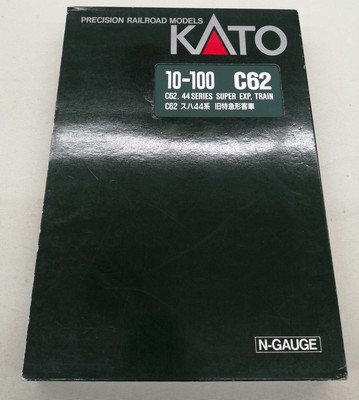 PRECISION RAILROAD MODELS
KATO
10-100 C62
C62, 44 SERIES SUPER EXP, TRAIN
C62 スハ44系 旧特急形客車
N-GAUGE